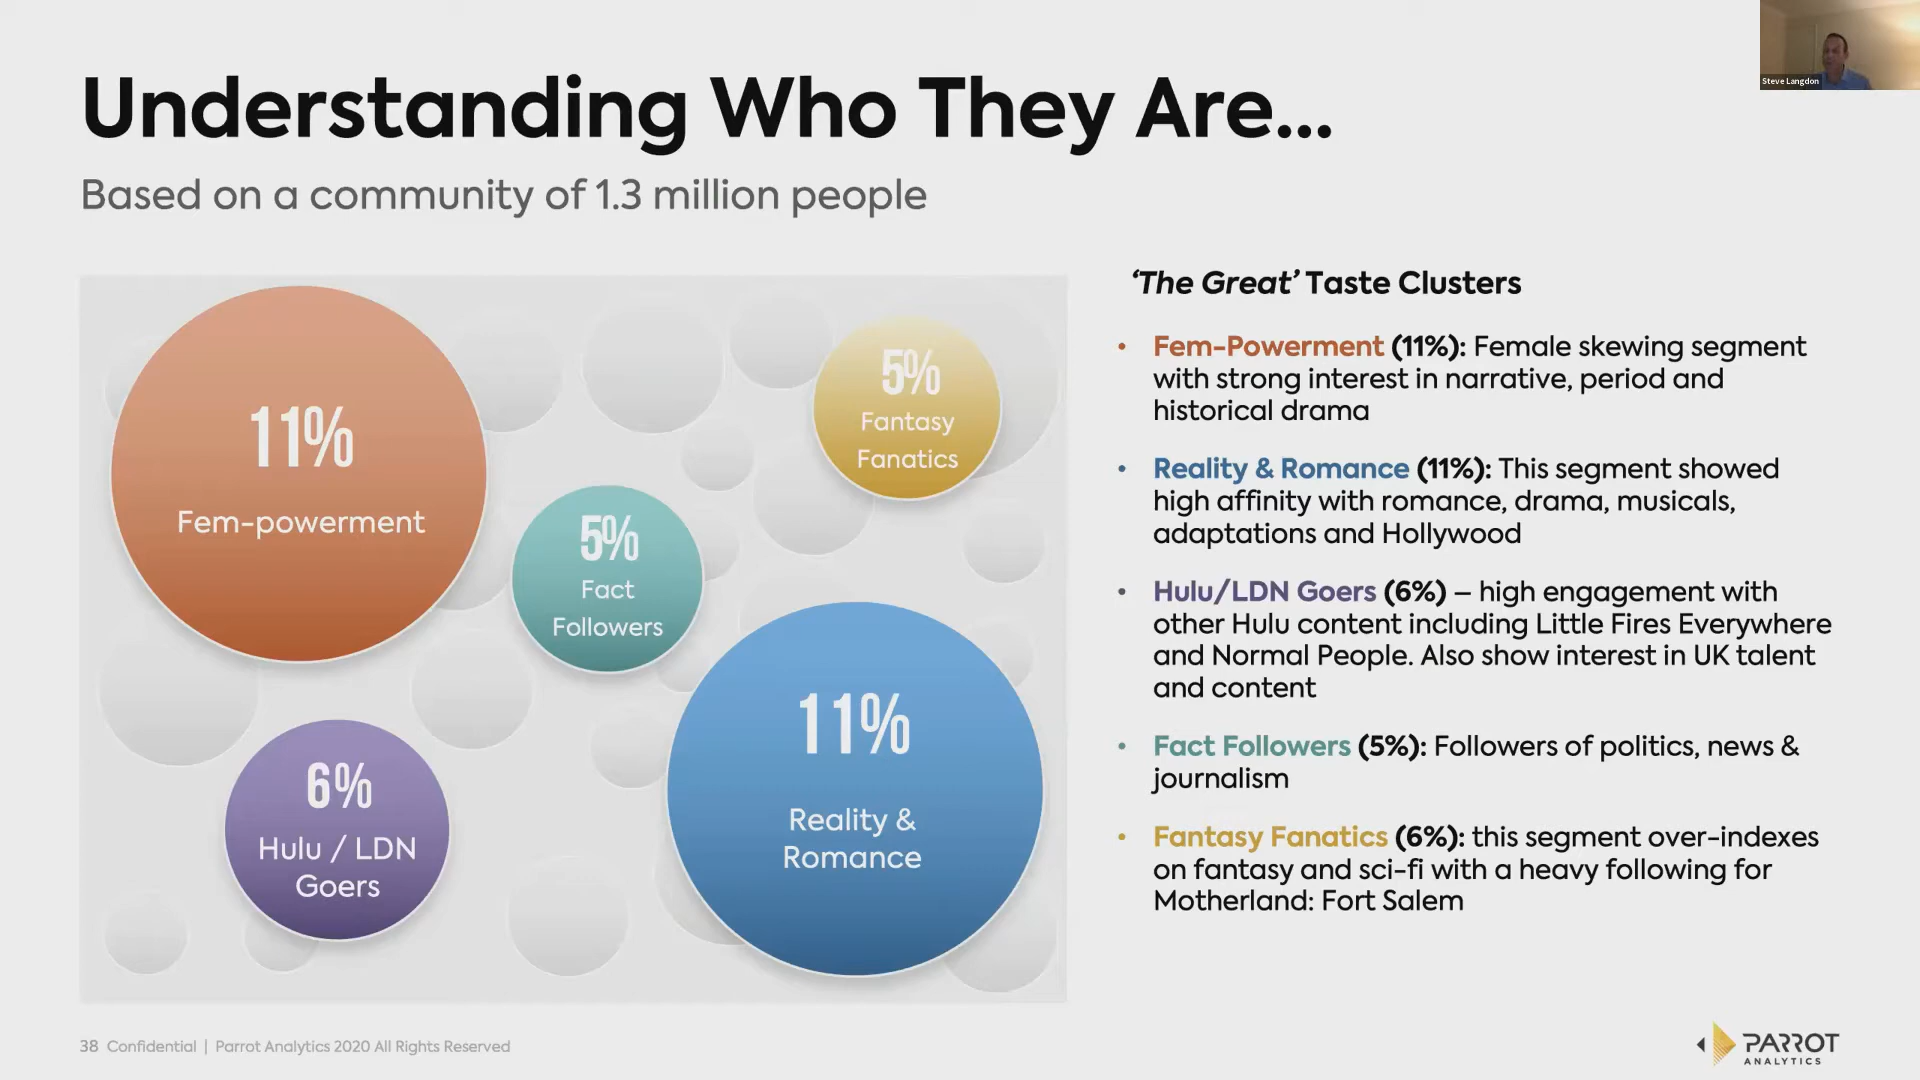 Steve Langdon
Understanding Who They Are...
Based on a community of 1.3 million people
11%
Fem-powerment
5%
Fantasy
Fanatics
5%
Fact
Followers
11%
Reality &
Romance
6%
Hulu / LDN
Goers
‘The Great’ Taste Clusters
• Fem-Powerment (11%): Female skewing segment
with strong interest in narrative, period and
historical drama
• Reality & Romance (11%): This segment showed
high affinity with romance, drama, musicals,
adaptations and Hollywood
• Hulu/LDN Goers (6%) – high engagement with
other Hulu content including Little Fires Everywhere
and Normal People. Also show interest in UK talent
and content
• Fact Followers (5%): Followers of politics, news &
journalism
• Fantasy Fanatics (6%): this segment over-indexes
on fantasy and sci-fi with a heavy following for
Motherland: Fort Salem
38 Confidential | Parrot Analytics 2020 All Rights Reserved
PARROT
ANALYTICS